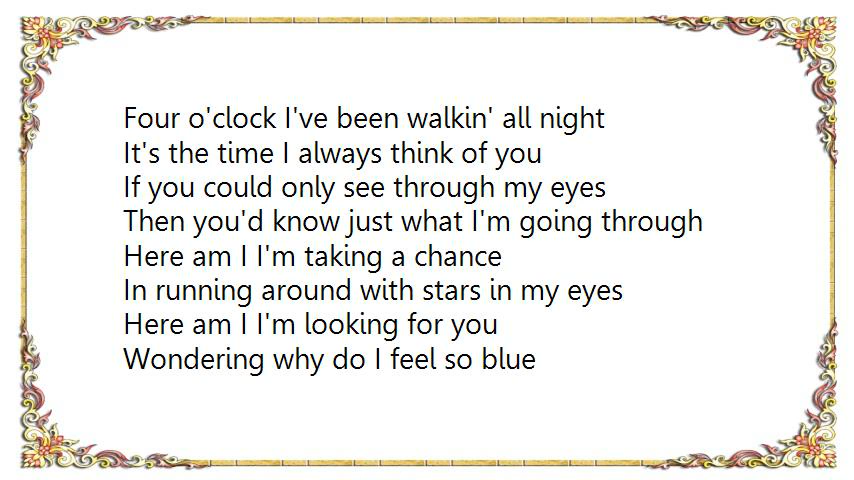 Four o'clock I've been walkin' all night
It's the time I always think of you
If you could only see through my eyes
Then you'd know just what I'm going through
Here am I I'm taking a chance
In running around with stars in my eyes
Here am I I'm looking for you
Wondering why do I feel so blue